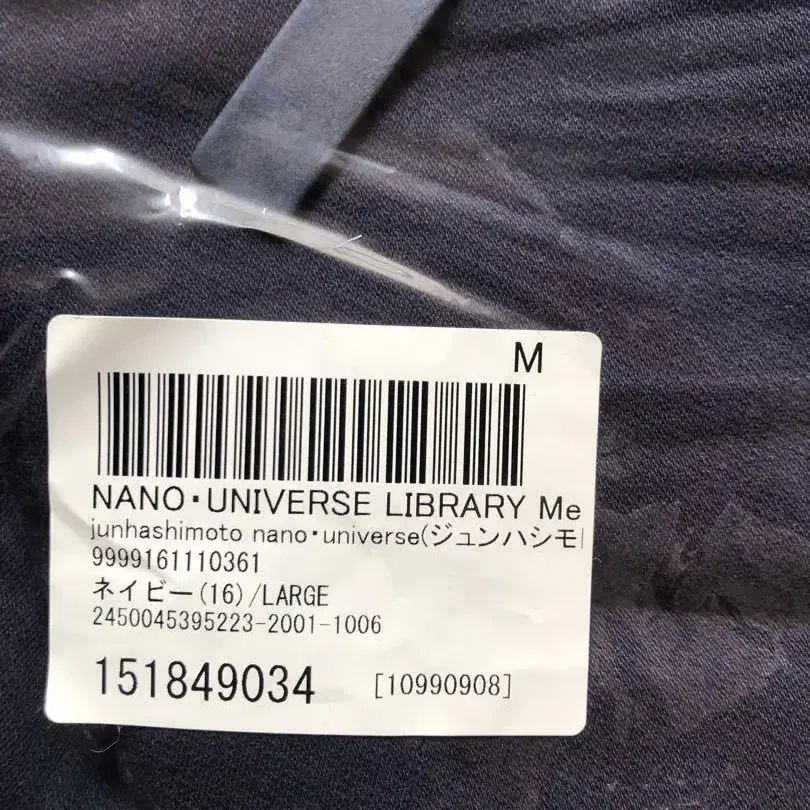 M
NANO・UNIVERSE LIBRARY Me
junhashimoto nano・universe(ジュンハシモ
9999161110361
ネイビー(16)/LARGE
2450045395223-2001-1006
151849034 [10990908]